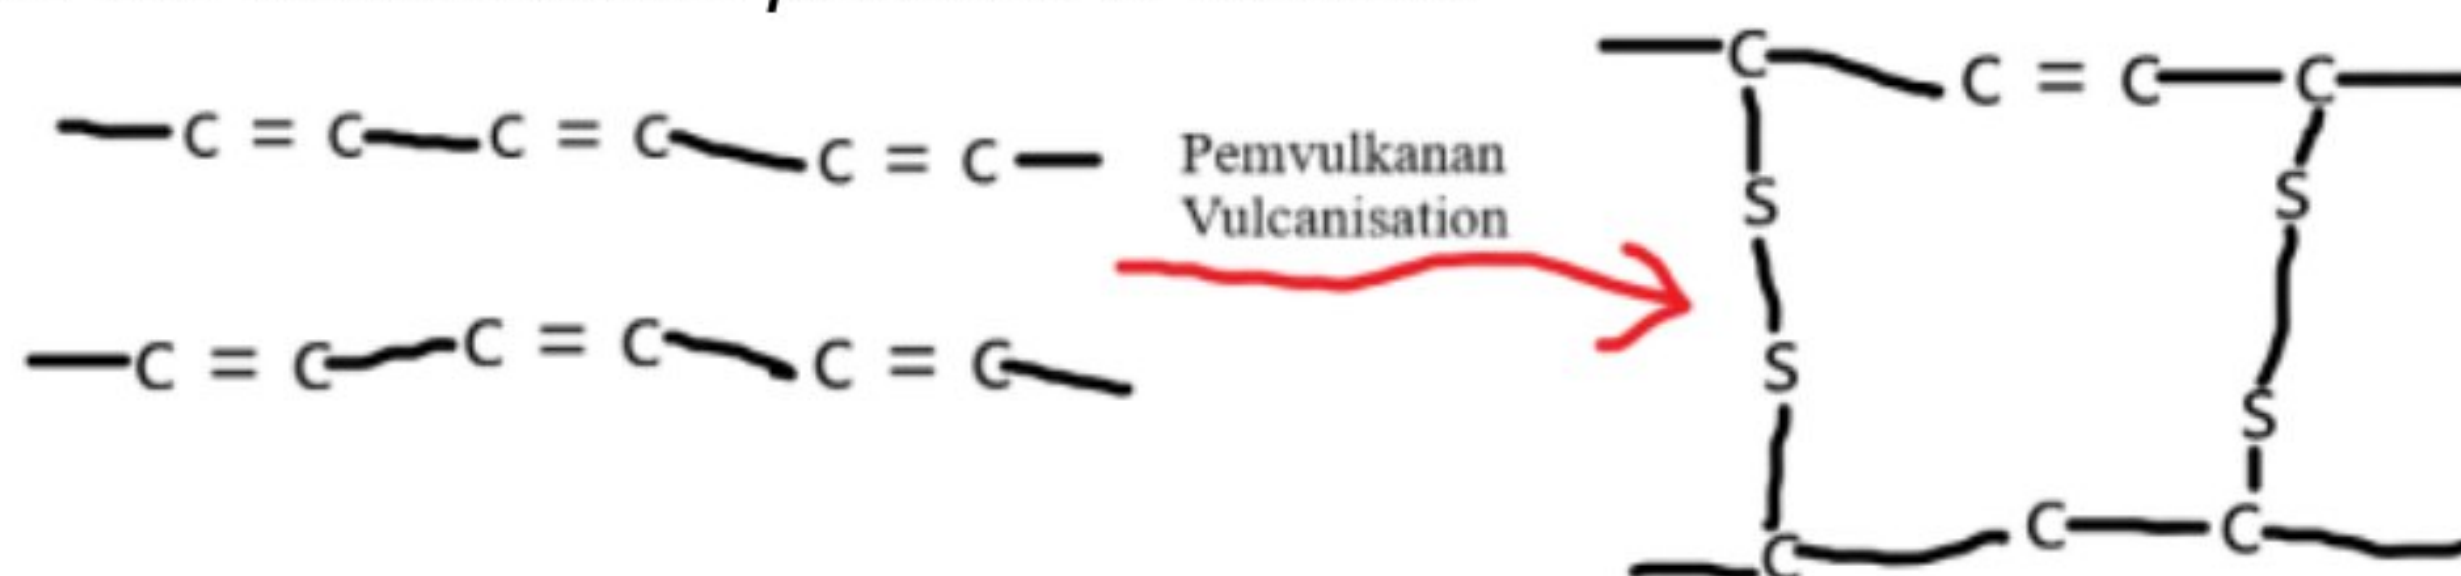 C = C C = C C = C
Pemvulkanan
Vulcanisation
C = C C = C C = C
C C = C C
S S
S S
C C C